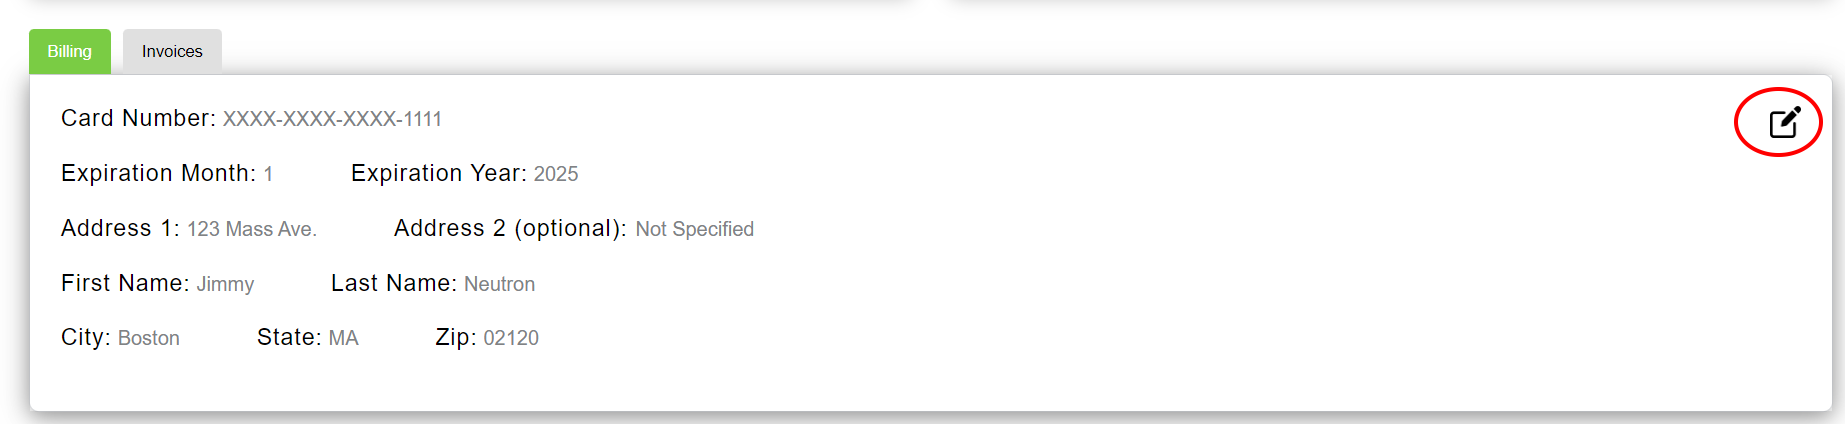 Billing Invoices
Card Number: XXXX-XXXX-XXXX-1111
Expiration Month: 1 Expiration Year: 2025
Address 1: 123 Mass Ave. Address 2 (optional): Not Specified
First Name: Jimmy Last Name: Neutron
City: Boston State: MA Zip: 02120